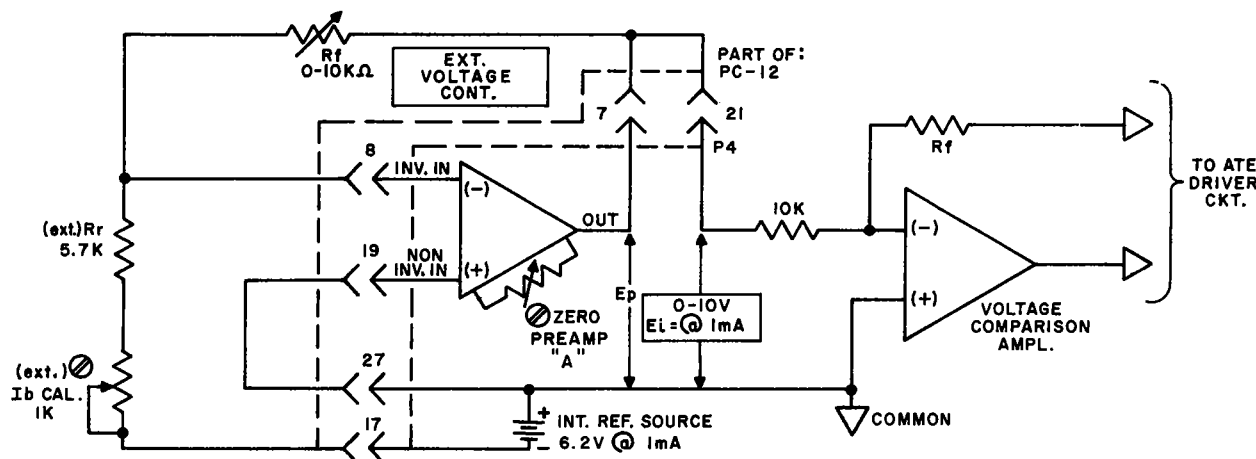 Rf
0-10KΩ
EXT.
VOLTAGE
CONT.
PART OF:
PC-12
7
21
P4
8
INV. IN
(-)
OUT
19
NON
INV. IN
(+)
ZERO
PREAMP
"A"
(ext.) Rr
5.7K
(ext.)
Ib CAL.
1K
27
17
Ep
0-10V
Ei = @ 1mA
+
INT. REF. SOURCE
6.2V @ 1mA
-
10K
Rf
(-)
(+)
VOLTAGE
COMPARISON
AMPL.
COMMON
TO ATE
DRIVER
CKT.